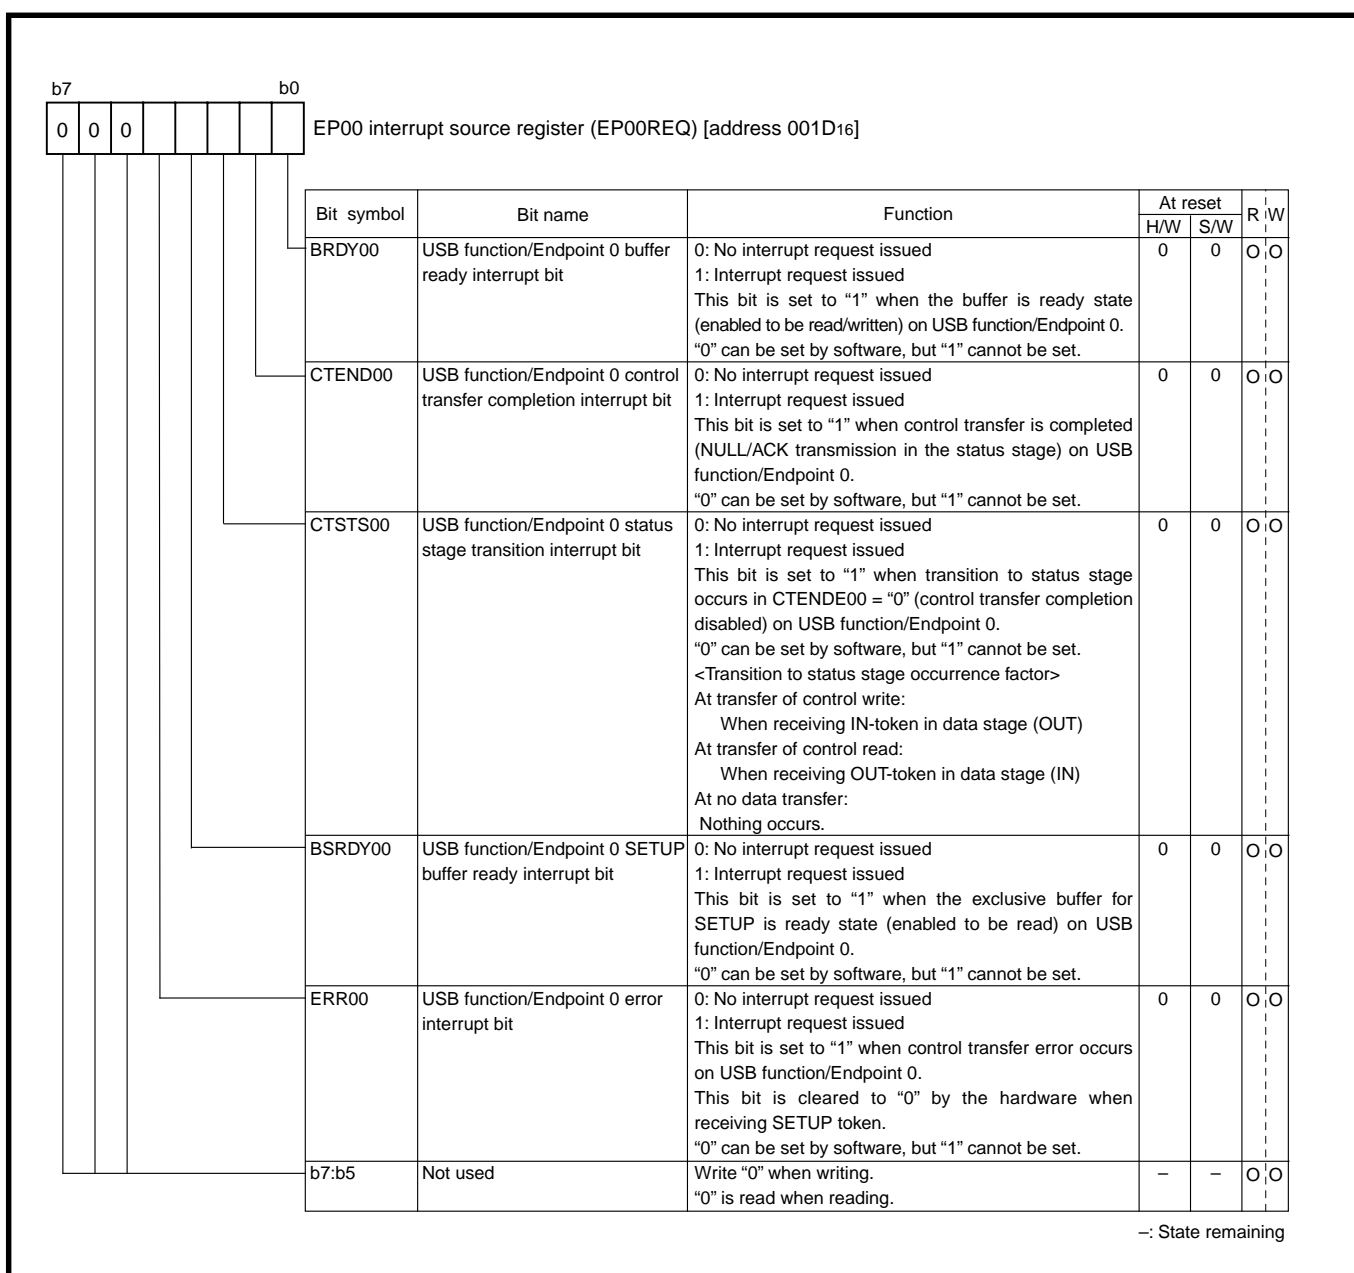 b7 b0
0 0 0
EP00 interrupt source register (EP00REQ) [address 001D16]
Bit symbol Bit name Function At reset R W
H/W S/W
BRDY00 USB function/Endpoint 0 buffer 0: No interrupt request issued 0 0 O O
ready interrupt bit 1: Interrupt request issued
This bit is set to “1” when the buffer is ready state
(enabled to be read/written) on USB function/Endpoint 0.
“0” can be set by software, but “1” cannot be set.
CTEND00 USB function/Endpoint 0 control 0: No interrupt request issued 0 0 O O
transfer completion interrupt bit 1: Interrupt request issued
This bit is set to “1” when control transfer is completed
(NULL/ACK transmission in the status stage) on USB
function/Endpoint 0.
“0” can be set by software, but “1” cannot be set.
CTSTS00 USB function/Endpoint 0 status 0: No interrupt request issued 0 0 O O
stage transition interrupt bit 1: Interrupt request issued
This bit is set to “1” when transition to status stage
occurs in CTENDE00 = “0” (control transfer completion
disabled) on USB function/Endpoint 0.
“0” can be set by software, but “1” cannot be set.
<Transition to status stage occurrence factor>
At transfer of control write:
When receiving IN-token in data stage (OUT)
At transfer of control read:
When receiving OUT-token in data stage (IN)
At no data transfer:
Nothing occurs.
BSRDY00 USB function/Endpoint 0 SETUP 0: No interrupt request issued 0 0 O O
buffer ready interrupt bit 1: Interrupt request issued
This bit is set to “1” when the exclusive buffer for
SETUP is ready state (enabled to be read) on USB
function/Endpoint 0.
“0” can be set by software, but “1” cannot be set.
ERR00 USB function/Endpoint 0 error 0: No interrupt request issued 0 0 O O
interrupt bit 1: Interrupt request issued
This bit is set to “1” when control transfer error occurs
on USB function/Endpoint 0.
This bit is cleared to “0” by the hardware when
receiving SETUP token.
“0” can be set by software, but “1” cannot be set.
b7:b5 Not used Write “0” when writing. – – O O
“0” is read when reading.
–: State remaining